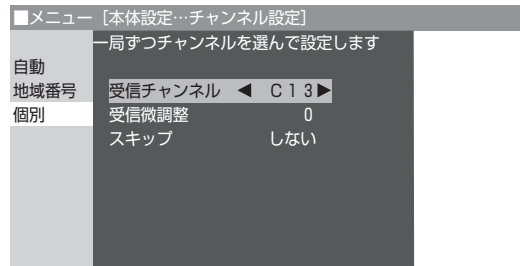 ■メニュー [本体設定…チャンネル設定]
一局ずつチャンネルを選んで設定します
自動
地域番号
受信チャンネル ◀ C13▶
個別
受信微調整 0
スキップ しない